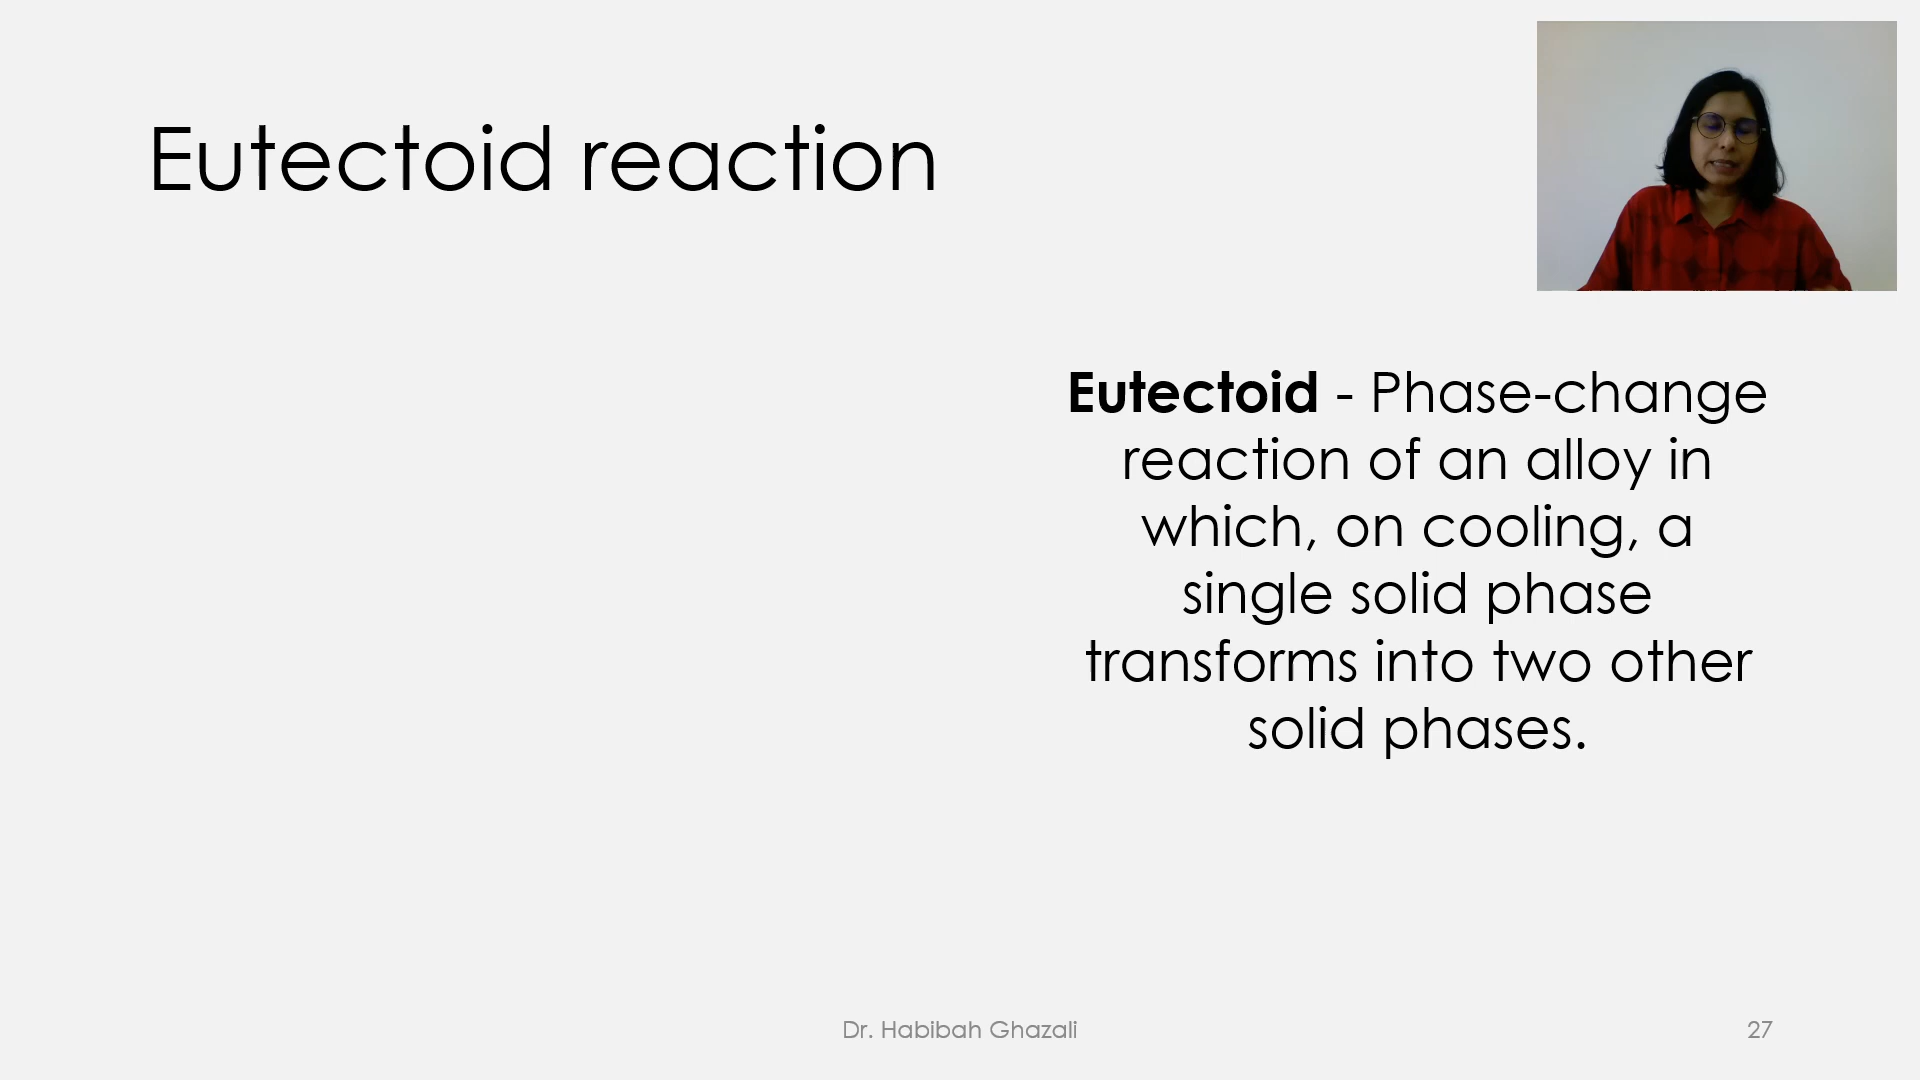 Eutectoid reaction
Eutectoid - Phase-change
reaction of an alloy in
which, on cooling, a
single solid phase
transforms into two other
solid phases.
Dr. Habibah Ghazali
27